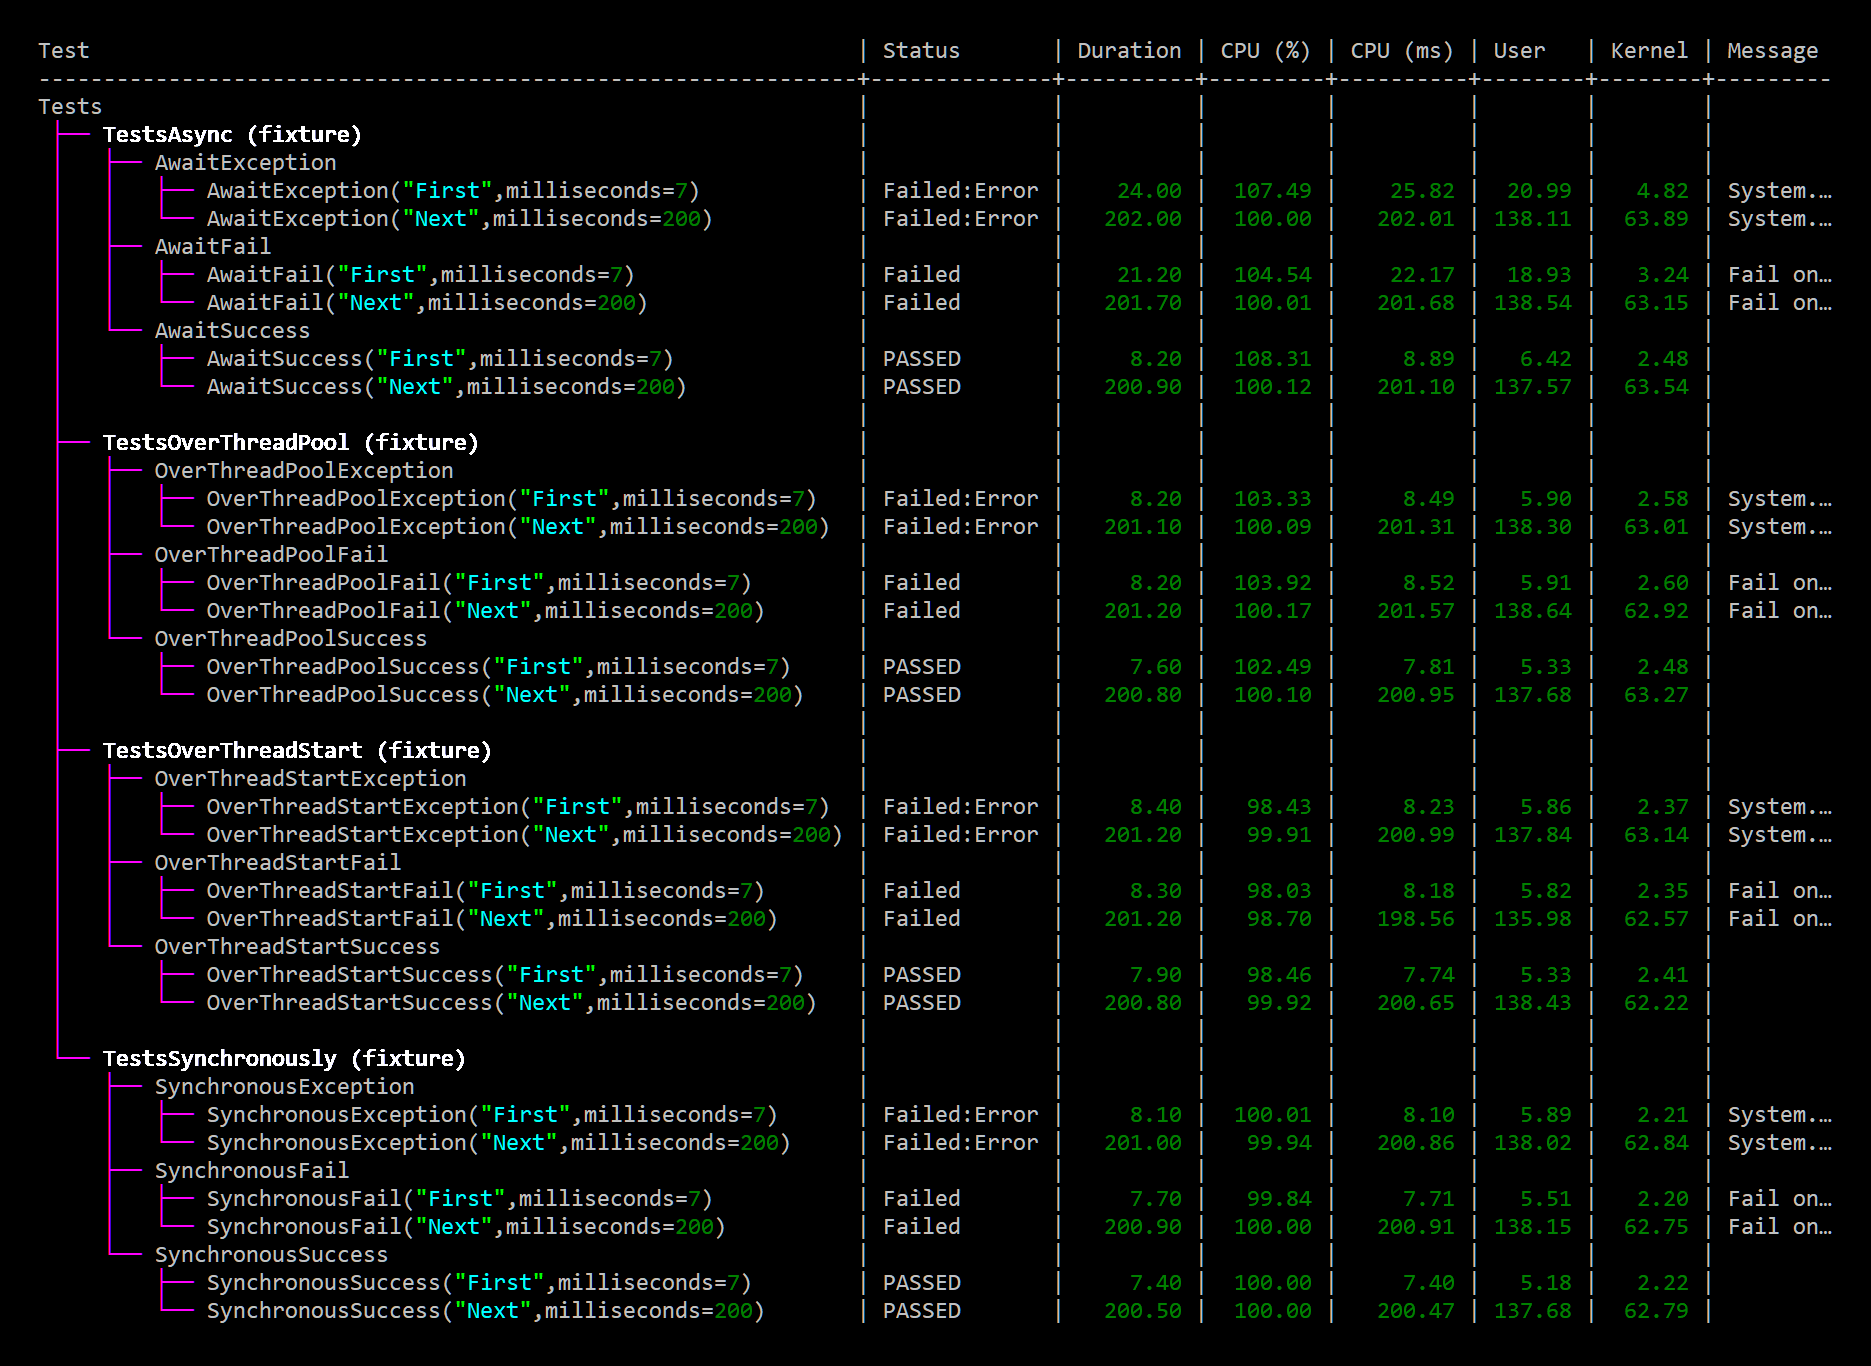 Test | Status | Duration | CPU (%) | CPU (ms) | User | Kernel | Message
---------------------------------------------------------------+--------------+----------+---------+----------+--------+--------+---------
Tests | | | | | | |
├── TestsAsync (fixture) | | | | | | |
├── AwaitException | | | | | | |
├── AwaitException("First",milliseconds=7) | Failed:Error | 24.00 | 107.49 | 25.82 | 20.99 | 4.82 | System.…
└── AwaitException("Next",milliseconds=200) | Failed:Error | 202.00 | 100.00 | 202.01 | 138.11 | 63.89 | System.…
├── AwaitFail | | | | | | |
├── AwaitFail("First",milliseconds=7) | Failed | 21.20 | 104.54 | 22.17 | 18.93 | 3.24 | Fail on…
└── AwaitFail("Next",milliseconds=200) | Failed | 201.70 | 100.01 | 201.68 | 138.54 | 63.15 | Fail on…
└── AwaitSuccess | | | | | | |
├── AwaitSuccess("First",milliseconds=7) | PASSED | 8.20 | 108.31 | 8.89 | 6.42 | 2.48 |
└── AwaitSuccess("Next",milliseconds=200) | PASSED | 200.90 | 100.12 | 201.10 | 137.57 | 63.54 |
├── TestsOverThreadPool (fixture) | | | | | | |
├── OverThreadPoolException | | | | | | |
├── OverThreadPoolException("First",milliseconds=7) | Failed:Error | 8.20 | 103.33 | 8.49 | 5.90 | 2.58 | System.…
└── OverThreadPoolException("Next",milliseconds=200) | Failed:Error | 201.10 | 100.09 | 201.31 | 138.30 | 63.01 | System.…
├── OverThreadPoolFail | | | | | | |
├── OverThreadPoolFail("First",milliseconds=7) | Failed | 8.20 | 103.92 | 8.52 | 5.91 | 2.60 | Fail on…
└── OverThreadPoolFail("Next",milliseconds=200) | Failed | 201.20 | 100.17 | 201.57 | 138.64 | 62.92 | Fail on…
└── OverThreadPoolSuccess | | | | | | |
├── OverThreadPoolSuccess("First",milliseconds=7) | PASSED | 7.60 | 102.49 | 7.81 | 5.33 | 2.48 |
└── OverThreadPoolSuccess("Next",milliseconds=200) | PASSED | 200.80 | 100.10 | 200.95 | 137.68 | 63.27 |
├── TestsOverThreadStart (fixture) | | | | | | |
├── OverThreadStartException | | | | | | |
├── OverThreadStartException("First",milliseconds=7) | Failed:Error | 8.40 | 98.43 | 8.23 | 5.86 | 2.37 | System.…
└── OverThreadStartException("Next",milliseconds=200) | Failed:Error | 201.20 | 99.91 | 200.99 | 137.84 | 63.14 | System.…
├── OverThreadStartFail | | | | | | |
├── OverThreadStartFail("First",milliseconds=7) | Failed | 8.30 | 98.03 | 8.18 | 5.82 | 2.35 | Fail on…
└── OverThreadStartFail("Next",milliseconds=200) | Failed | 201.20 | 98.70 | 198.56 | 135.98 | 62.57 | Fail on…
└── OverThreadStartSuccess | | | | | | |
├── OverThreadStartSuccess("First",milliseconds=7) | PASSED | 7.90 | 98.46 | 7.74 | 5.33 | 2.41 |
└── OverThreadStartSuccess("Next",milliseconds=200) | PASSED | 200.80 | 99.92 | 200.65 | 138.43 | 62.22 |
└── TestsSynchronously (fixture) | | | | | | |
├── SynchronousException | | | | | | |
├── SynchronousException("First",milliseconds=7) | Failed:Error | 8.10 | 100.01 | 8.10 | 5.89 | 2.21 | System.…
└── SynchronousException("Next",milliseconds=200) | Failed:Error | 201.00 | 99.94 | 200.86 | 138.02 | 62.84 | System.…
├── SynchronousFail | | | | | | |
├── SynchronousFail("First",milliseconds=7) | Failed | 7.70 | 99.84 | 7.71 | 5.51 | 2.20 | Fail on…
└── SynchronousFail("Next",milliseconds=200) | Failed | 200.90 | 100.00 | 200.91 | 138.15 | 62.75 | Fail on…
└── SynchronousSuccess | | | | | | |
├── SynchronousSuccess("First",milliseconds=7) | PASSED | 7.40 | 100.00 | 7.40 | 5.18 | 2.22 |
└── SynchronousSuccess("Next",milliseconds=200) | PASSED | 200.50 | 100.00 | 200.47 | 137.68 | 62.79 |